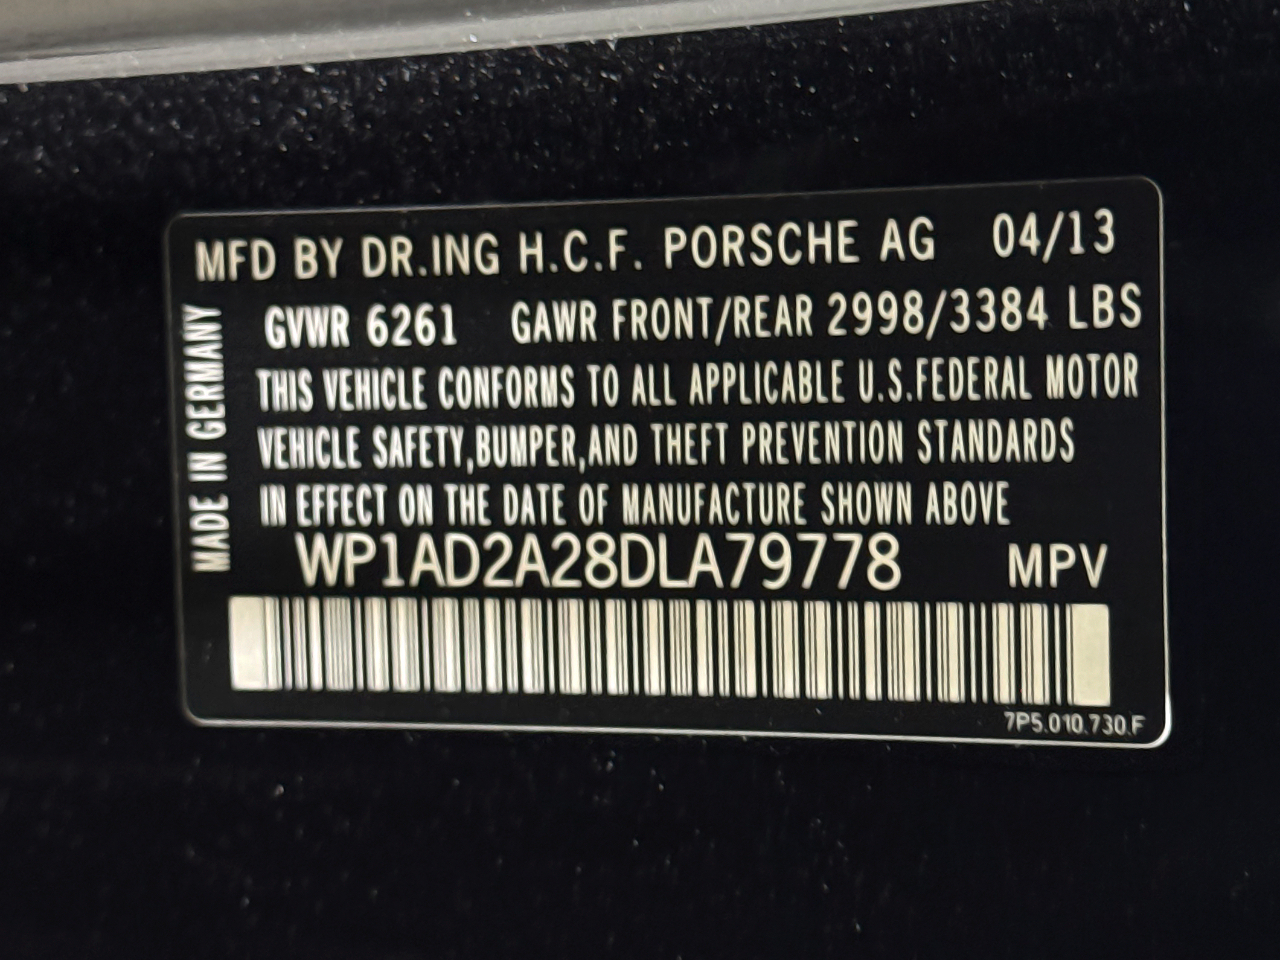 MFD BY DR.ING H.C.F. PORSCHE AG 04/13
GVWR 6261 GAWR FRONT/REAR 2998/3384 LBS
THIS VEHICLE CONFORMS TO ALL APPLICABLE U.S.FEDERAL MOTOR
VEHICLE SAFETY,BUMPER,AND THEFT PREVENTION STANDARDS
IN EFFECT ON THE DATE OF MANUFACTURE SHOWN ABOVE
WP1AD2A28DLA79778 MPV
7P5.010.730.F
MADE IN GERMANY